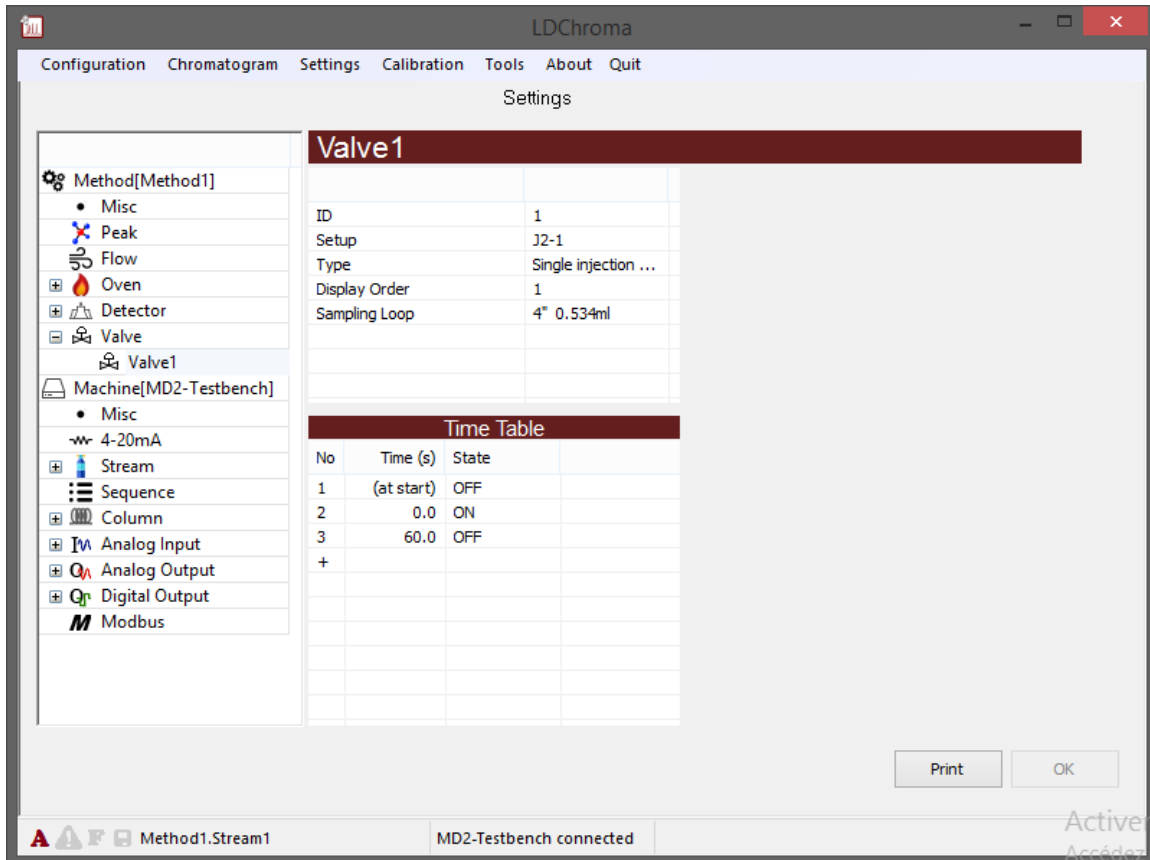 LDChroma
Configuration Chromatogram Settings Calibration Tools About Quit
Settings
Method[Method1]
Misc
Peak
Flow
Oven
Detector
Valve
Valve1
Machine[MD2-Testbench]
Misc
4-20mA
Stream
Sequence
Column
Analog Input
Analog Output
Digital Output
Modbus
Valve1
ID 1
Setup J2-1
Type Single injection ...
Display Order 1
Sampling Loop 4" 0.534ml
Time Table
No Time (s) State
1 (at start) OFF
2 0.0 ON
3 60.0 OFF
+
Print OK
A F Method1.Stream1 MD2-Testbench connected
Activer
Accédez